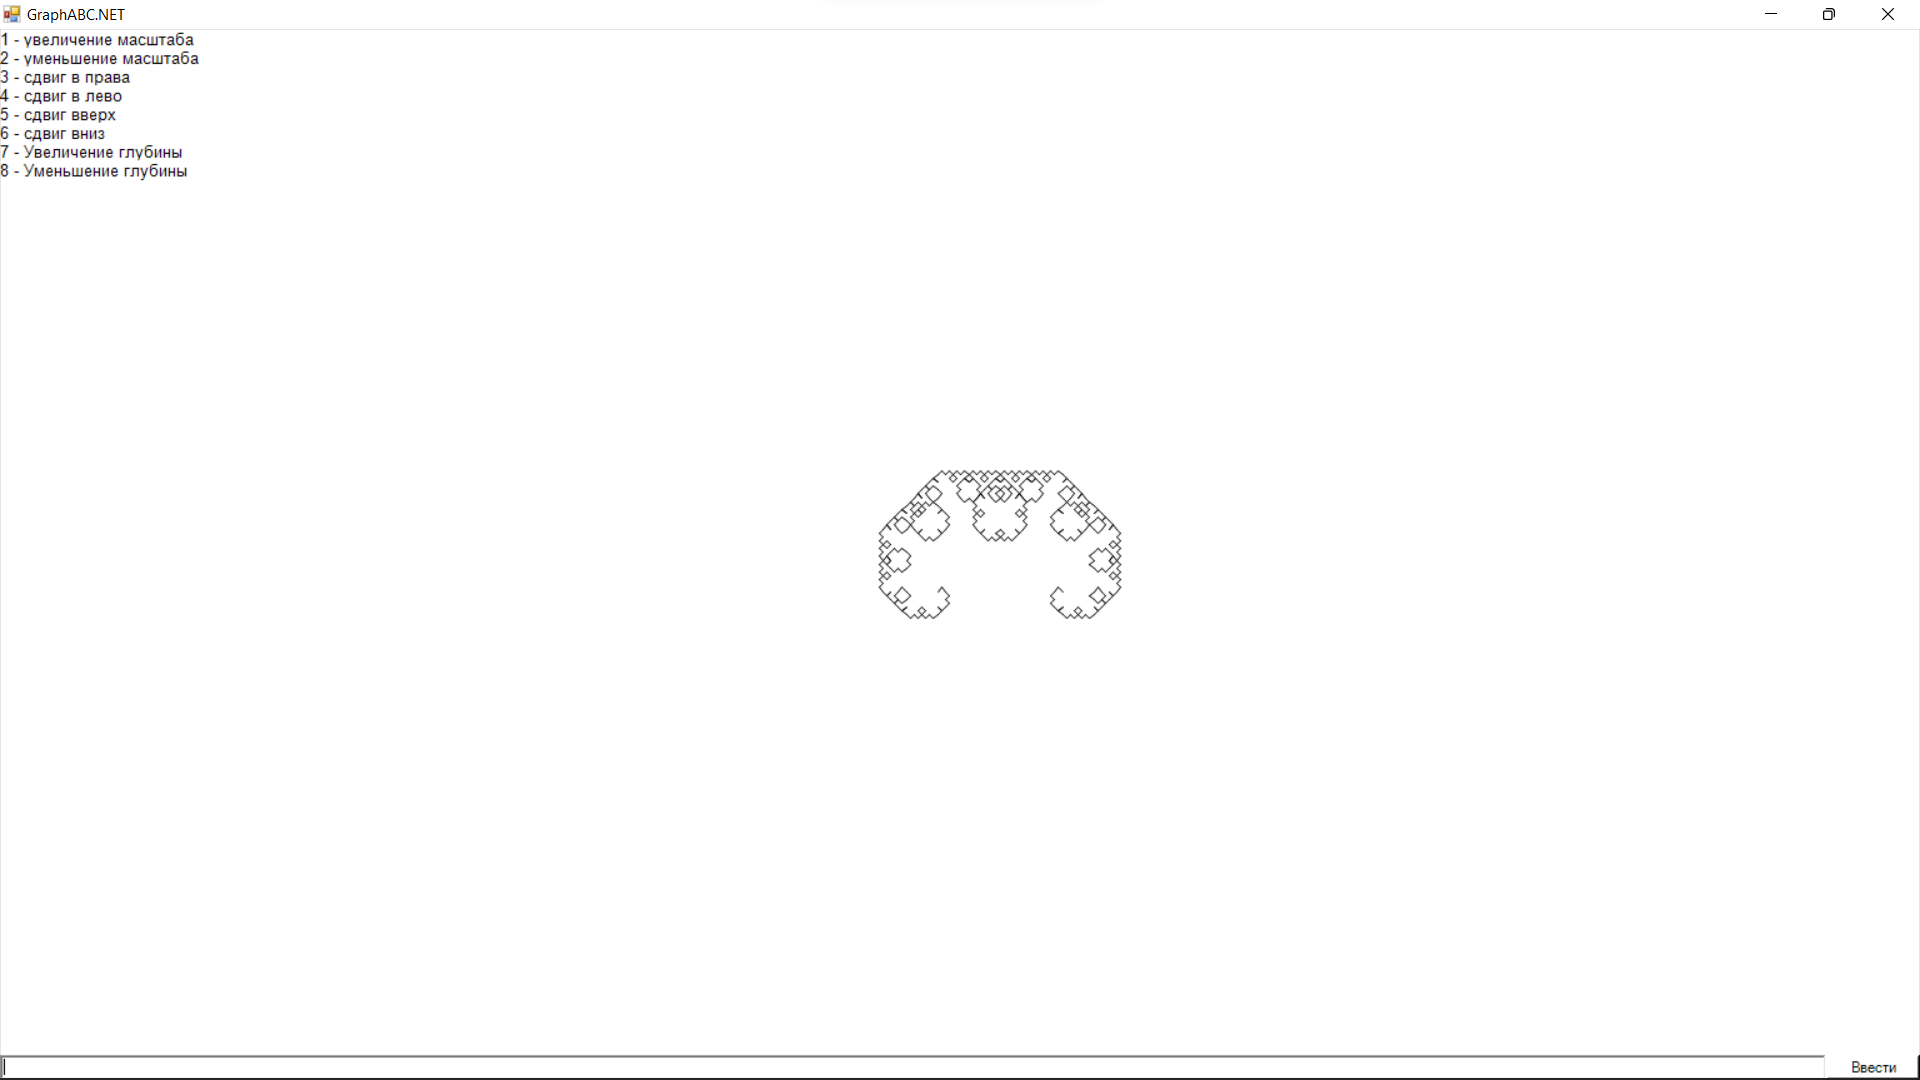 GraphABC.NET
1 - увеличение масштаба
2 - уменьшение масштаба
3 - сдвиг в права
4 - сдвиг в лево
5 - сдвиг вверх
6 - сдвиг вниз
7 - Увеличение глубины
8 - Уменьшение глубины
Ввести